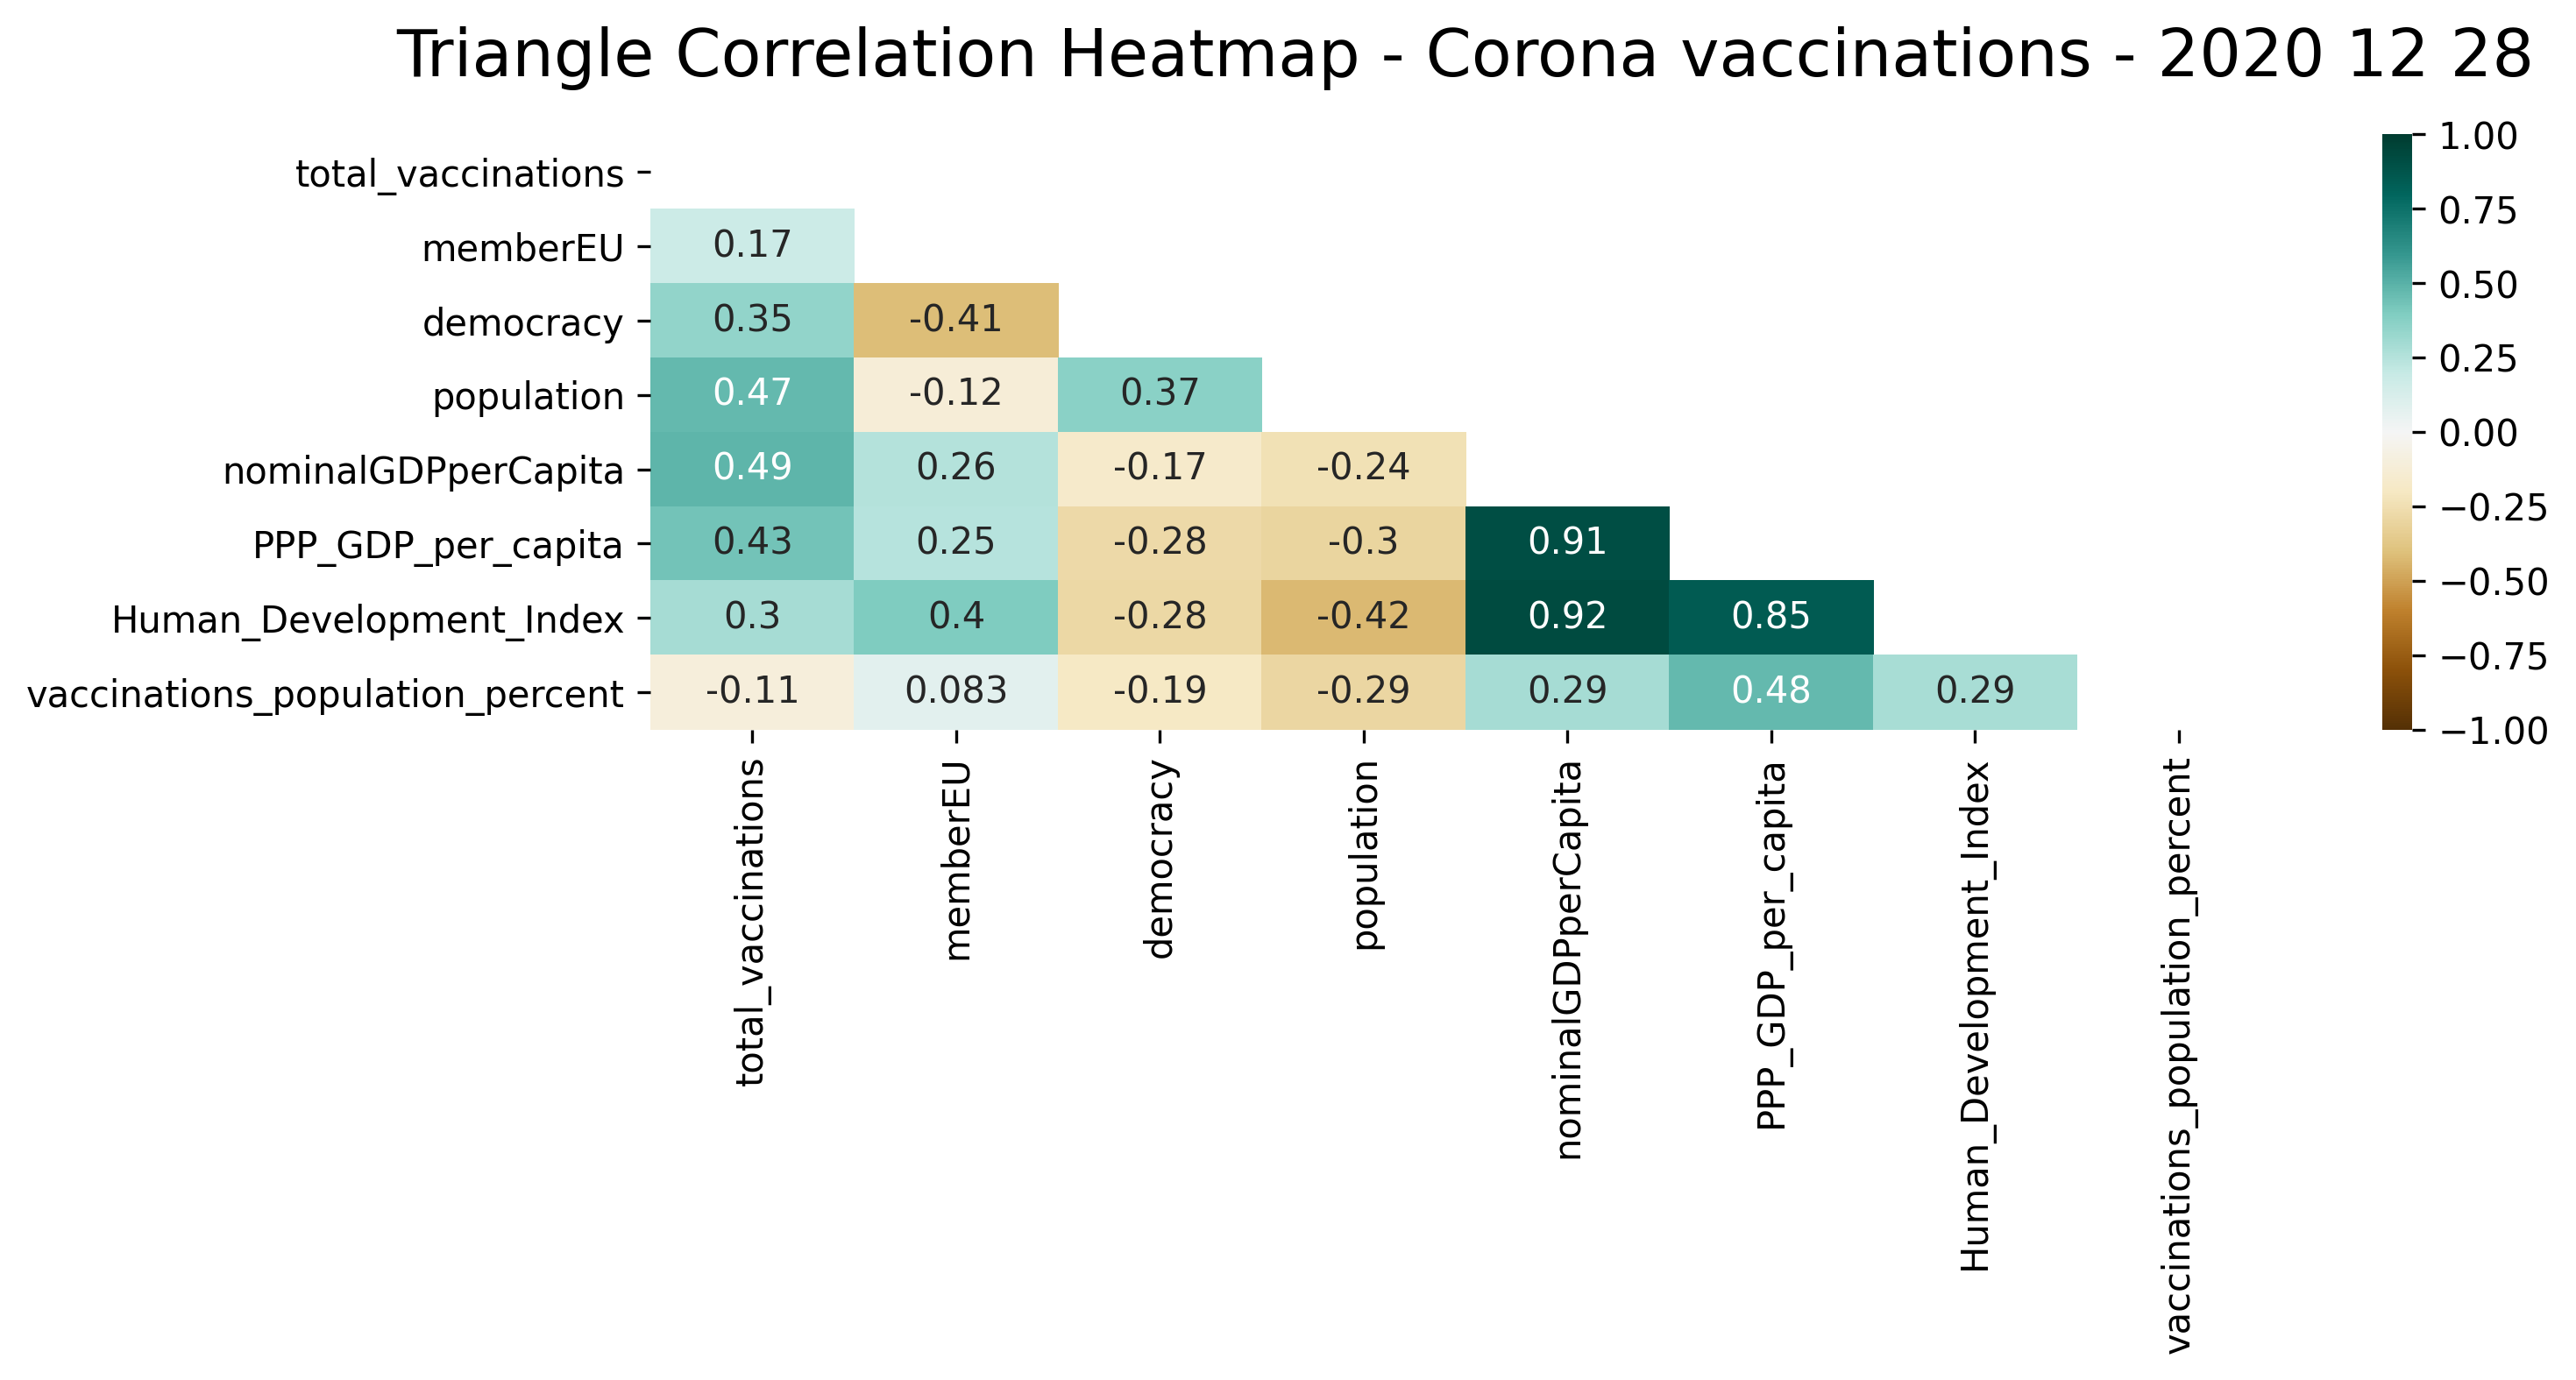 Triangle Correlation Heatmap - Corona vaccinations - 2020 12 28
total_vaccinations
memberEU 0.17
democracy 0.35 -0.41
population 0.47 -0.12 0.37
nominalGDPperCapita 0.49 0.26 -0.17 -0.24
PPP_GDP_per_capita 0.43 0.25 -0.28 -0.3 0.91
Human_Development_Index 0.3 0.4 -0.28 -0.42 0.92 0.85
vaccinations_population_percent -0.11 0.083 -0.19 -0.29 0.29 0.48 0.29
total_vaccinations
memberEU
democracy
population
nominalGDPperCapita
PPP_GDP_per_capita
Human_Development_Index
vaccinations_population_percent
1.00
0.75
0.50
0.25
0.00
−0.25
−0.50
−0.75
−1.00